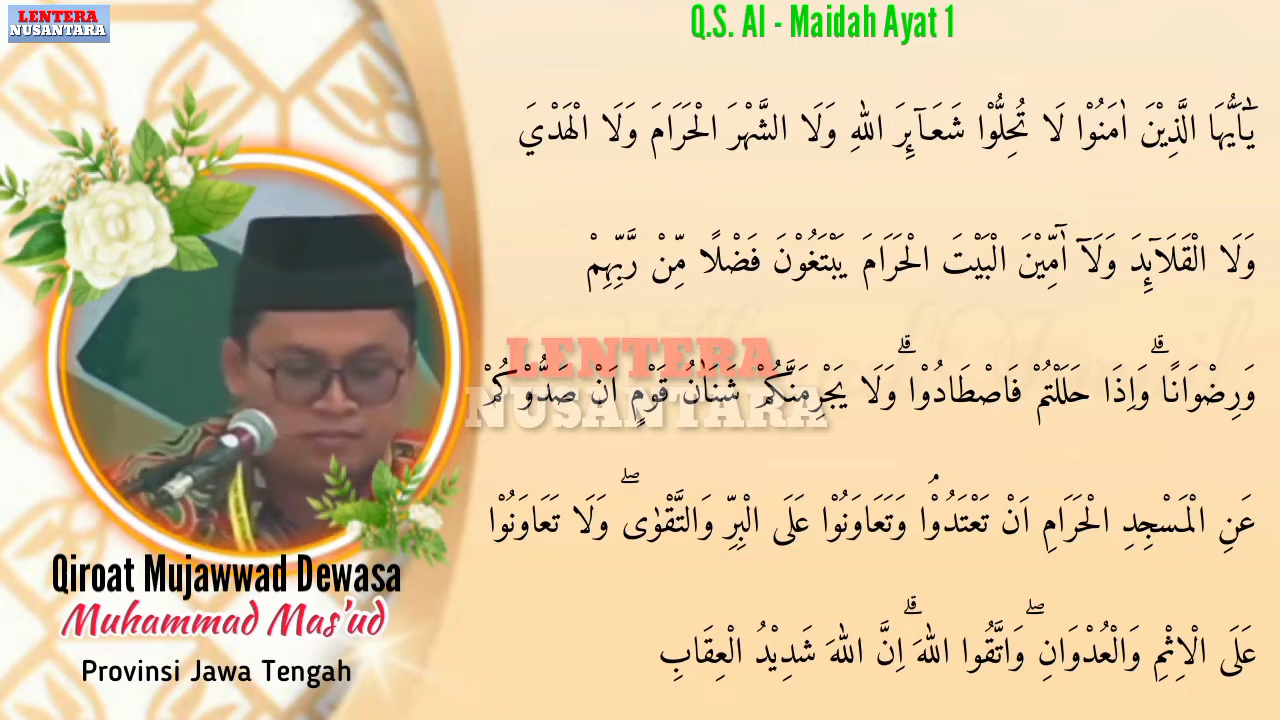 LENTERA
NUSANTARA
Q.S. Al - Maidah Ayat 1
يٰٓاَيُّهَا الَّذِيْنَ اٰمَنُوْا لَا تُحِلُّوْا شَعَاۤىِٕرَ اللّٰهِ وَلَا الشَّهْرَ الْحَرَامَ وَلَا الْهَدْيَ
وَلَا الْقَلَاۤىِٕدَ وَلَآ اٰۤمِّيْنَ الْبَيْتَ الْحَرَامَ يَبْتَغُوْنَ فَضْلًا مِّنْ رَّبِّهِمْ
وَرِضْوَانًا ۗوَاِذَا حَلَلْتُمْ فَاصْطَادُوْا ۗوَلَا يَجْرِمَنَّكُمْ شَنَاٰنُ قَوْمٍ اَنْ صَدُّوْكُمْ
LENTERA
NUSANTARA
عَنِ الْمَسْجِدِ الْحَرَامِ اَنْ تَعْتَدُوْاۘ وَتَعَاوَنُوْا عَلَى الْبِرِّ وَالتَّقْوٰىۖ وَلَا تَعَاوَنُوْا
عَلَى الْاِثْمِ وَالْعُدْوَانِ ۖوَاتَّقُوا اللّٰهَ ۗاِنَّ اللّٰهَ شَدِيْدُ الْعِقَابِ
Qiroat Mujawwad Dewasa
Muhammad Mas'ud
Provinsi Jawa Tengah